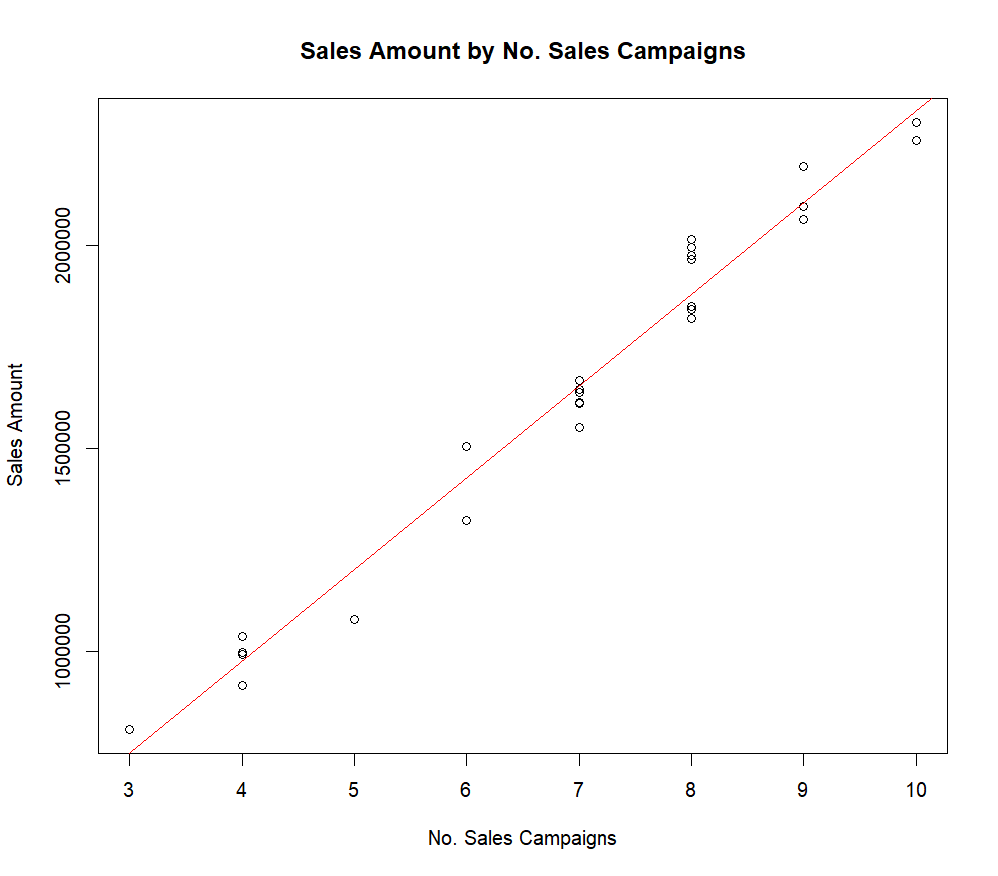 Sales Amount by No. Sales Campaigns
2000000
1500000
1000000
Sales Amount
3 4 5 6 7 8 9 10
No. Sales Campaigns